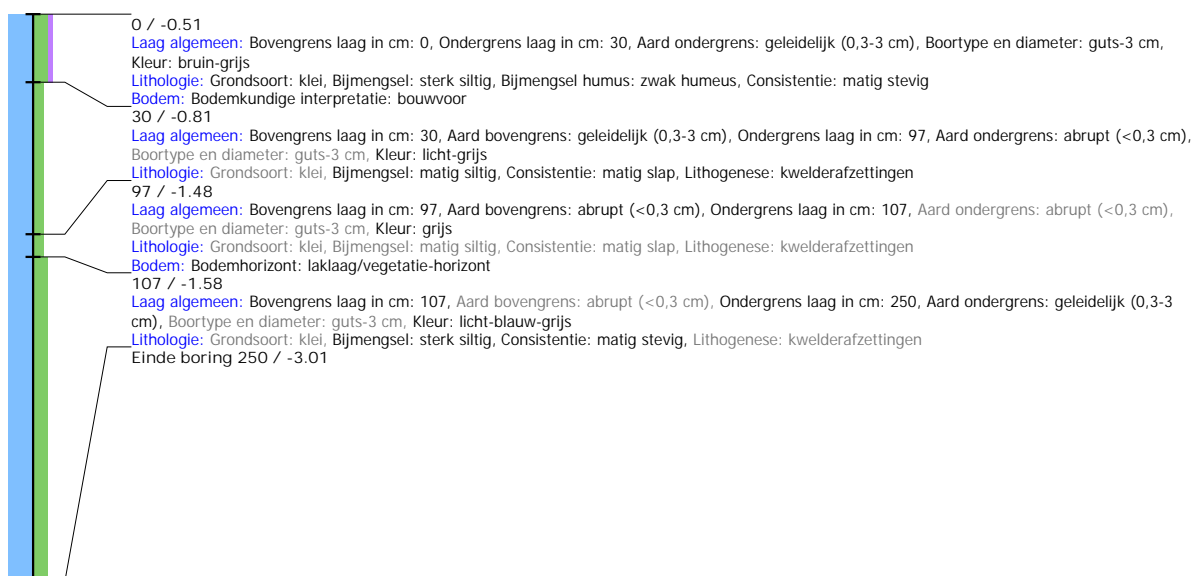 0 / -0.51
Laag algemeen: Bovengrens laag in cm: 0, Ondergrens laag in cm: 30, Aard ondergrens: geleidelijk (0,3-3 cm), Boortype en diameter: guts-3 cm,
Kleur: bruin-grijs
Lithologie: Grondsoort: klei, Bijmengsel: sterk siltig, Bijmengsel humus: zwak humeus, Consistentie: matig stevig
Bodem: Bodemkundige interpretatie: bouwvoor
30 / -0.81
Laag algemeen: Bovengrens laag in cm: 30, Aard bovengrens: geleidelijk (0,3-3 cm), Ondergrens laag in cm: 97, Aard ondergrens: abrupt (<0,3 cm),
Boortype en diameter: guts-3 cm, Kleur: licht-grijs
Lithologie: Grondsoort: klei, Bijmengsel: matig siltig, Consistentie: matig slap, Lithogenese: kwelderafzettingen
97 / -1.48
Laag algemeen: Bovengrens laag in cm: 97, Aard bovengrens: abrupt (<0,3 cm), Ondergrens laag in cm: 107, Aard ondergrens: abrupt (<0,3 cm),
Boortype en diameter: guts-3 cm, Kleur: grijs
Lithologie: Grondsoort: klei, Bijmengsel: matig siltig, Consistentie: matig slap, Lithogenese: kwelderafzettingen
Bodem: Bodemhorizont: laklaag/vegetatie-horizont
107 / -1.58
Laag algemeen: Bovengrens laag in cm: 107, Aard bovengrens: abrupt (<0,3 cm), Ondergrens laag in cm: 250, Aard ondergrens: geleidelijk (0,3-3
cm), Boortype en diameter: guts-3 cm, Kleur: licht-blauw-grijs
Lithologie: Grondsoort: klei, Bijmengsel: sterk siltig, Consistentie: matig stevig, Lithogenese: kwelderafzettingen
Einde boring 250 / -3.01